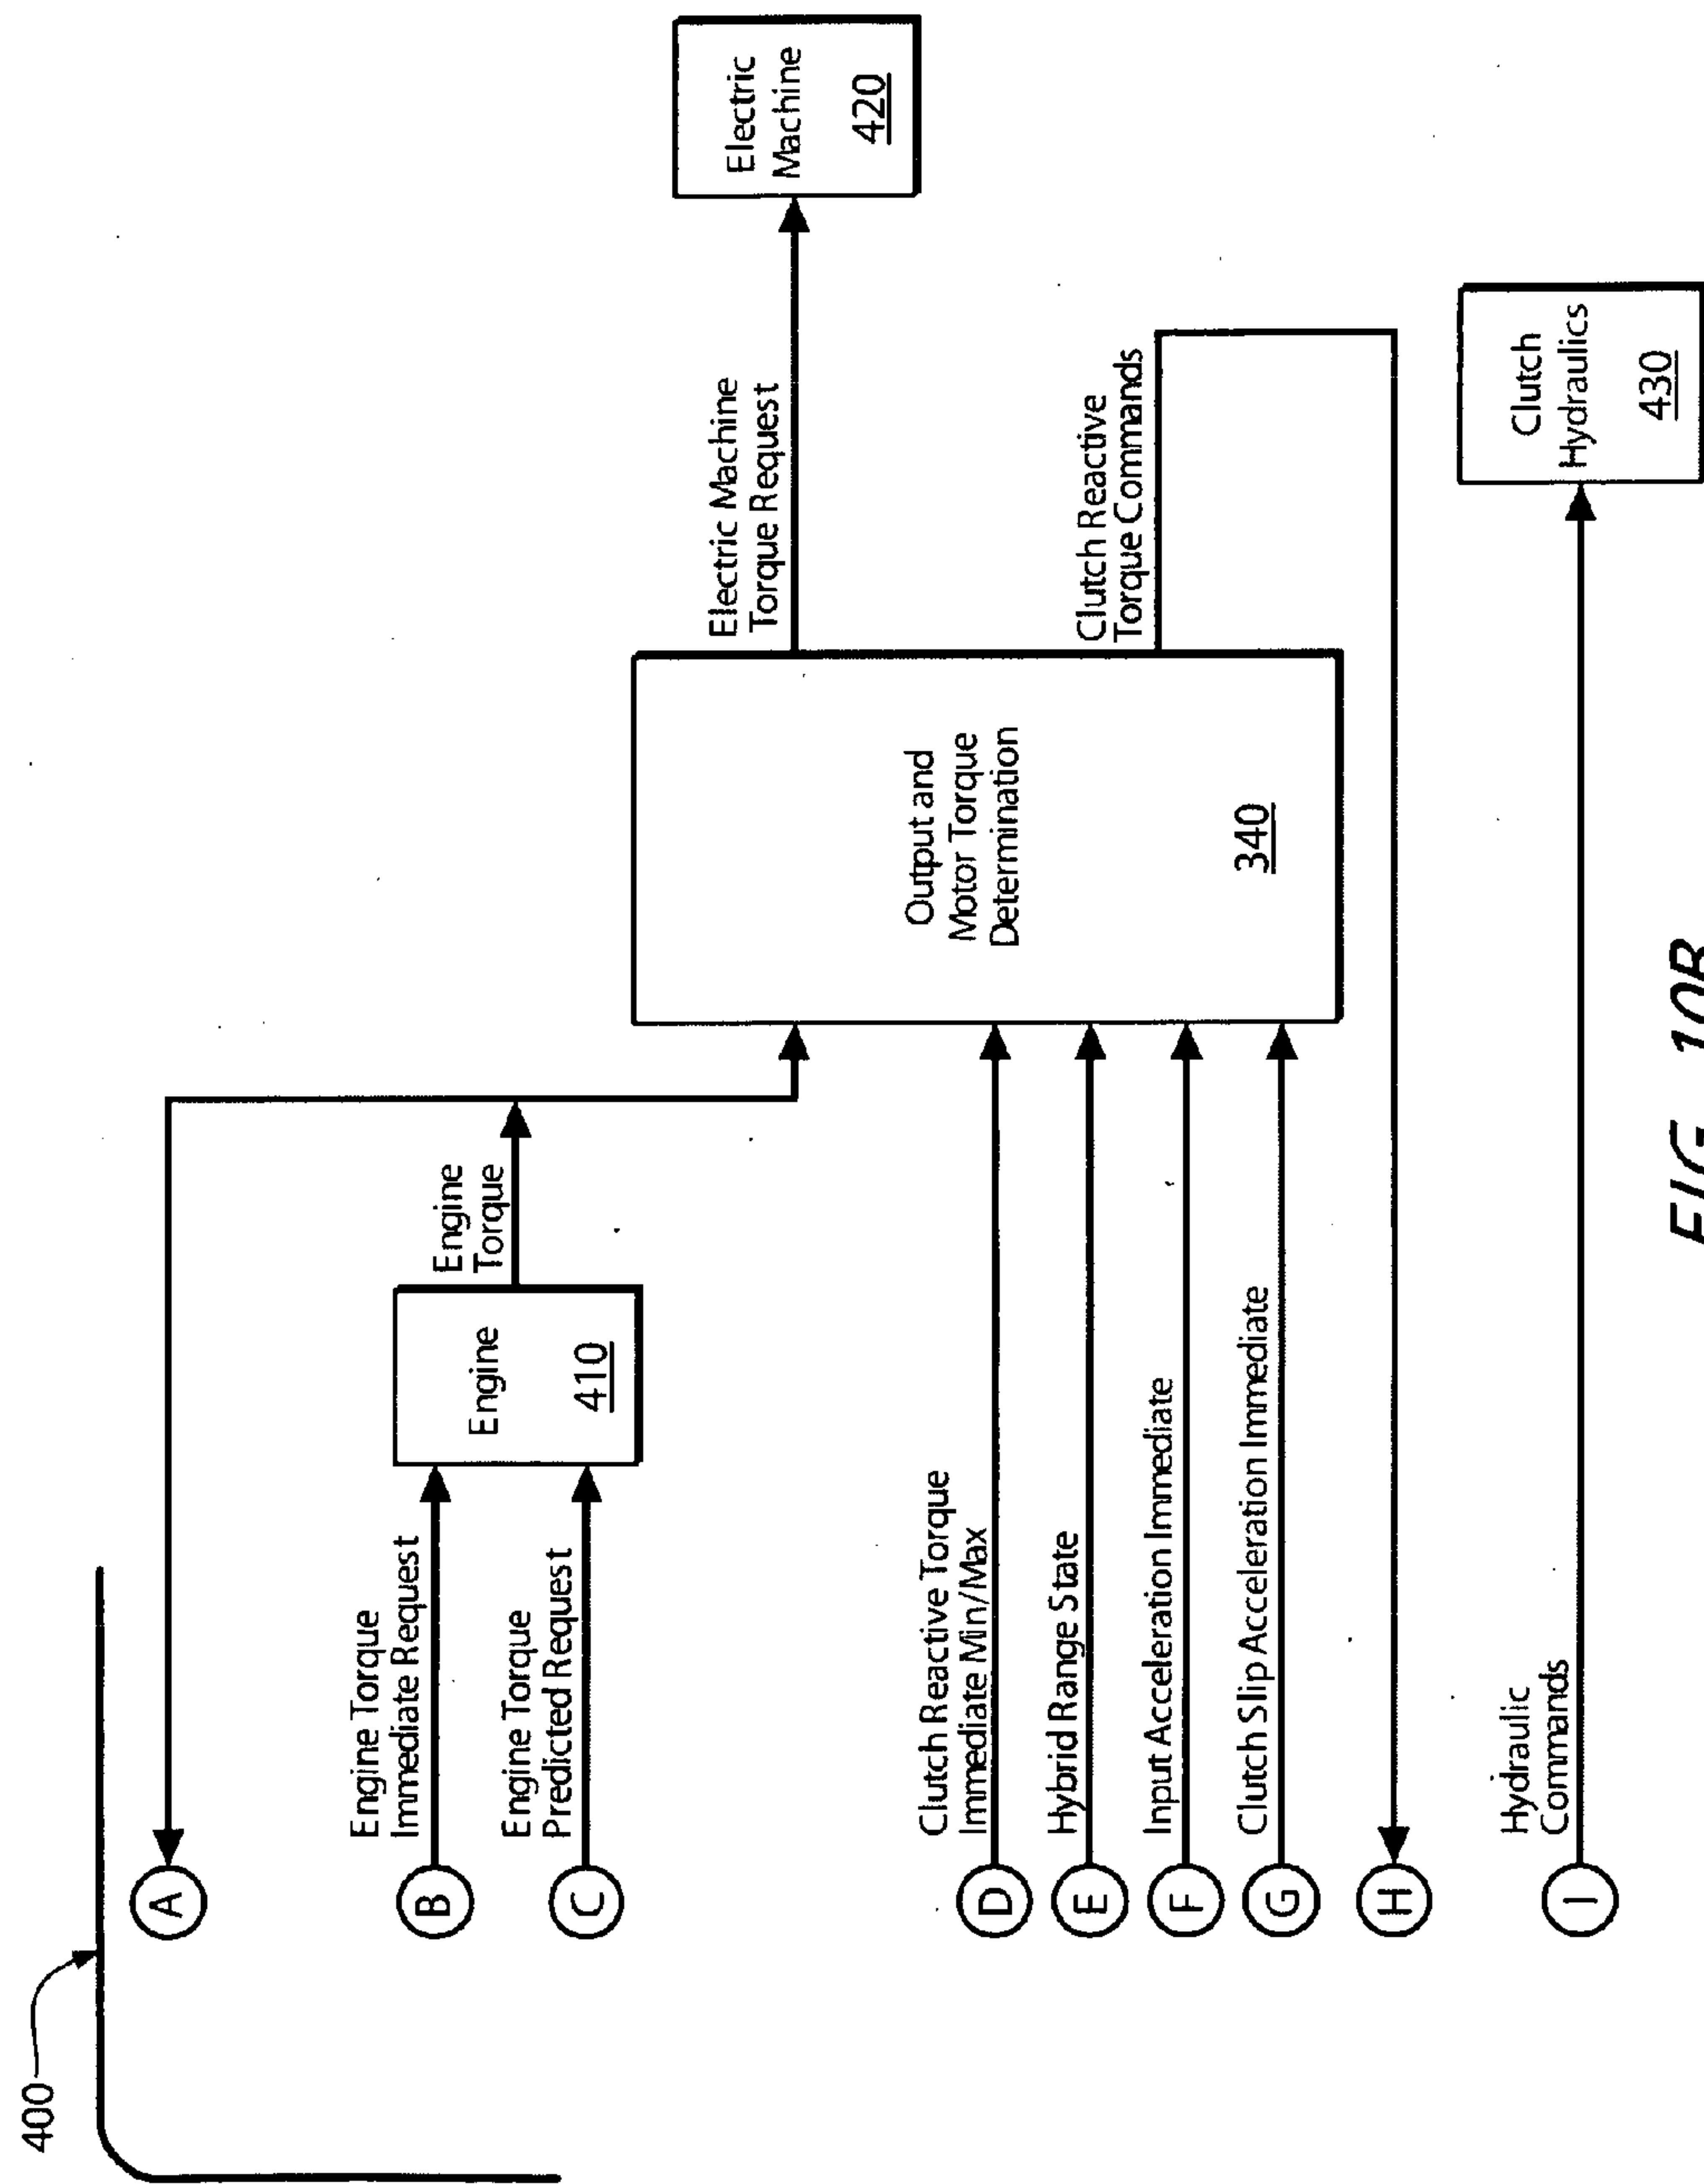 400
A
Engine
Torque
Engine Torque
Immediate Request
B
Engine
410
Engine Torque
Predicted Request
C
Electric Machine
Torque Request
Electric
Machine
420
Output and
Motor Torque
Determination
340
Clutch Reactive Torque
Immediate Min/Max
D
Hybrid Range State
E
Input Acceleration Immediate
F
Clutch Slip Acceleration Immediate
G
Clutch Reactive
Torque Commands
H
Hydraulic
Commands
I
Clutch
Hydraulics
430
FIG. 10B